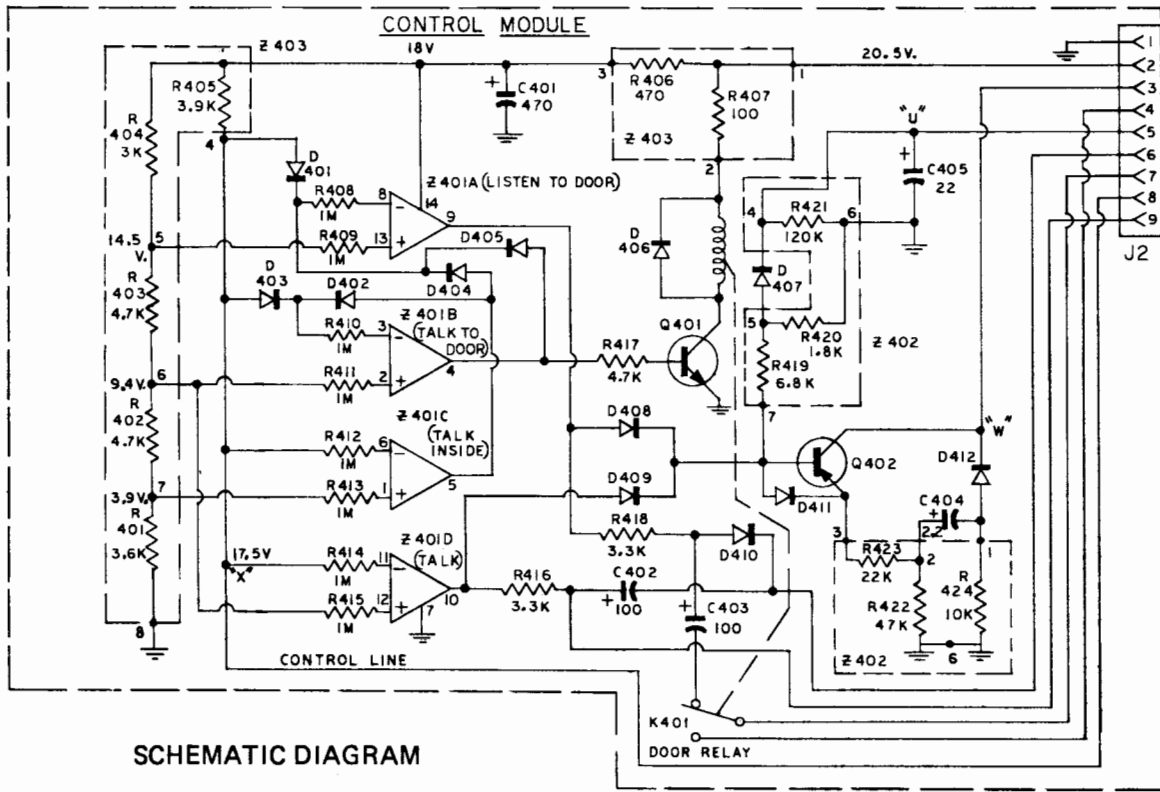 CONTROL MODULE
Z 403
18V
R405
3.9K
4
R
404
3K
D
401
C401
470
3
R406
470
1
R407
100
Z 403
2
20.5V.
"U"
C405
22
1
2
3
4
5
6
7
8
9
J2
R408
1M
8
Z401A (LISTEN TO DOOR)
14
9
R409
1M
13
14.5
V.
5
D405
D404
D
403
D402
R
403
4.7K
R410
1M
3
Z 401B
(TALK TO
DOOR)
4
R411
1M
2
9.4V.
6
R
402
4.7K
R417
4.7K
Q401
D
406
4
R421
120K
6
D
407
5
R420
1.8K
R419
6.8K
Z 402
7
Z 401C
(TALK
INSIDE)
R412
1M
6
5
R413
1M
1
3.9V.
7
R
401
3.6K
D408
D409
Q402
"W"
D412
D411
17.5V
"X"
R414
1M
11
Z401D
(TALK)
10
R415
1M
12
7
R416
3.3K
R418
3.3K
D410
C402
100
C403
100
3
R423
22K
2
C404
2.2
1
R422
47K
R
424
10K
6
Z 402
8
CONTROL LINE
K401
DOOR RELAY
SCHEMATIC DIAGRAM